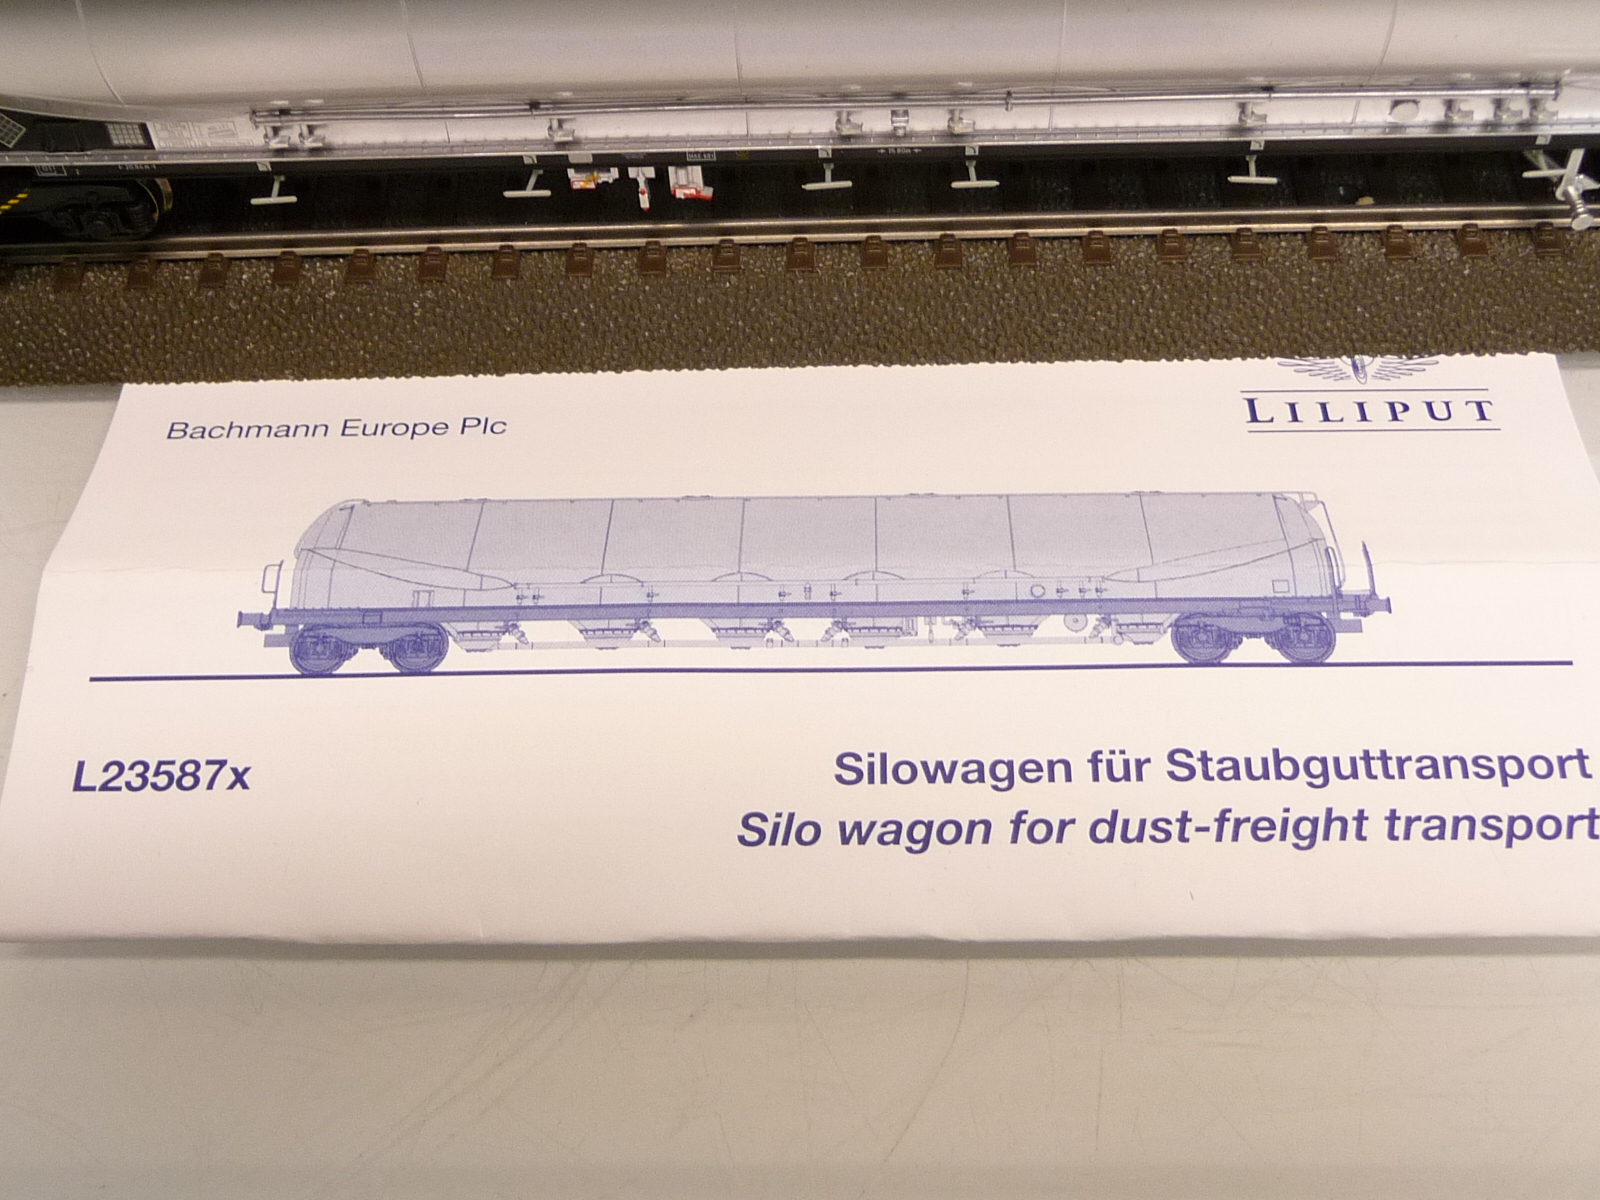 Bachmann Europe Plc
LILIPUT
L23587x
Silowagen für Staubguttransport
Silo wagon for dust-freight transport